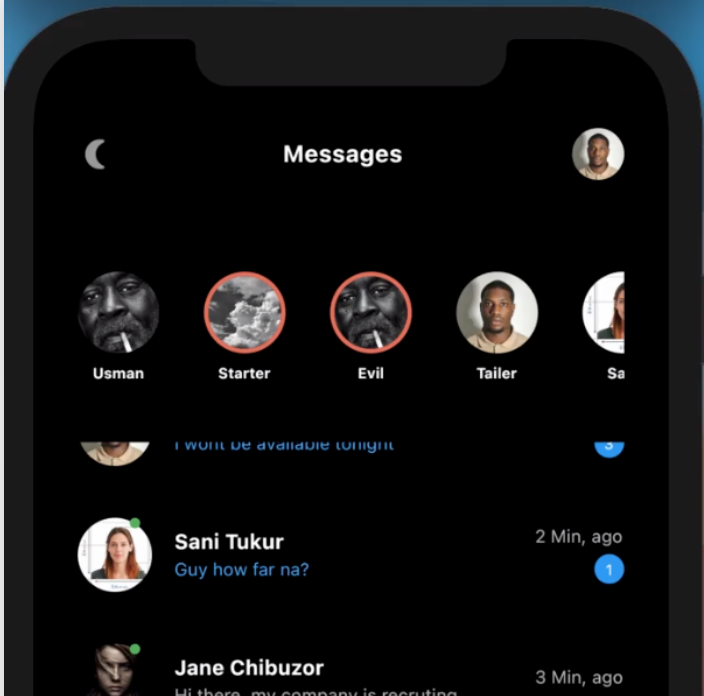 Messages
Usman Starter Evil Tailer Sa
I wont be available tonight 3
Sani Tukur 2 Min, ago
Guy how far na? 1
Jane Chibuzor 3 Min, ago
Hi there, my company is recruting